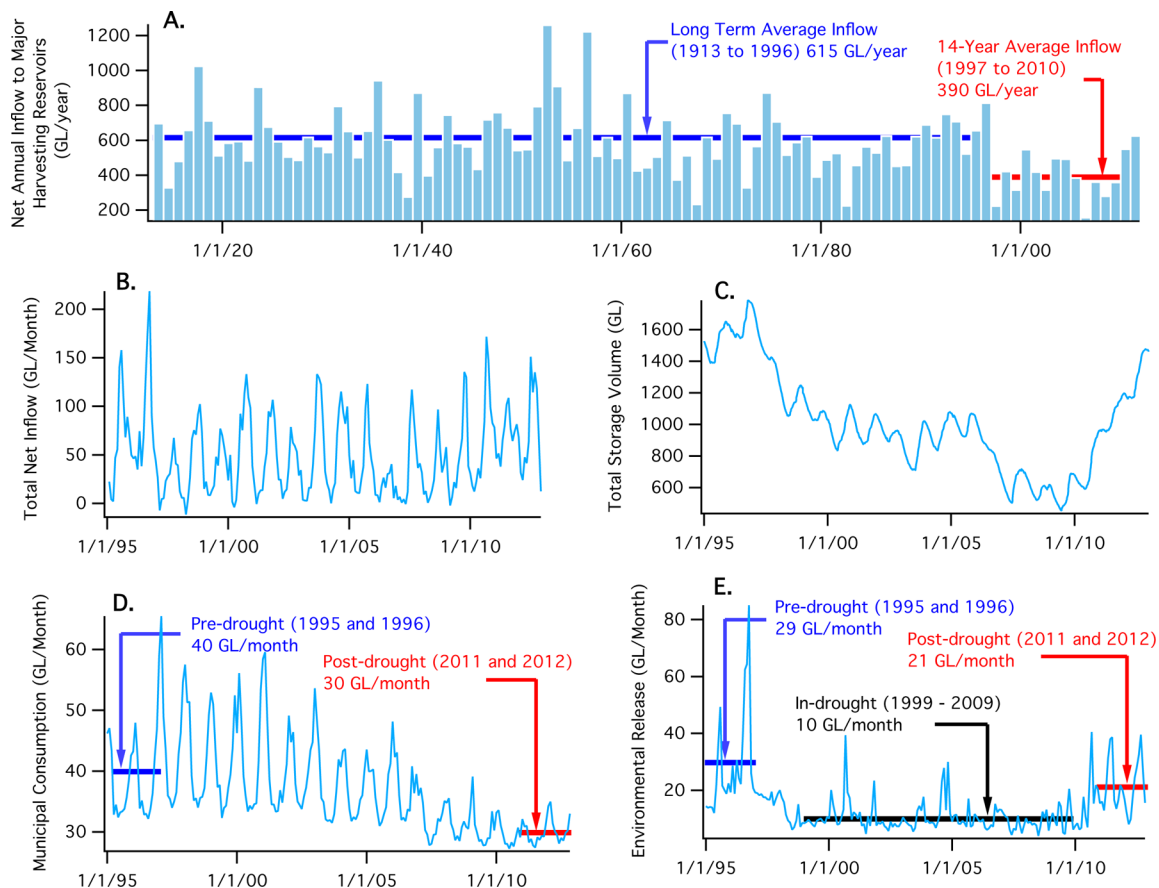 A.
Net Annual Inflow to Major
Harvesting Reservoirs
(GL/year)
1200
1000
800
600
400
200
Long Term Average Inflow
(1913 to 1996) 615 GL/year
14-Year Average Inflow
(1997 to 2010)
390 GL/year
1/1/20
1/1/40
1/1/60
1/1/80
1/1/00
B.
Total Net Inflow (GL/Month)
200
150
100
50
0
1/1/95
1/1/00
1/1/05
1/1/10
C.
Total Storage Volume (GL)
1600
1400
1200
1000
800
600
1/1/95
1/1/00
1/1/05
1/1/10
D.
Municipal Consumption (GL/Month)
60
50
40
30
Pre-drought (1995 and 1996)
40 GL/month
Post-drought (2011 and 2012)
30 GL/month
1/1/95
1/1/00
1/1/05
1/1/10
E.
Environmental Release (GL/Month)
80
60
40
20
Pre-drought (1995 and 1996)
29 GL/month
Post-drought (2011 and 2012)
21 GL/month
In-drought (1999 - 2009)
10 GL/month
1/1/95
1/1/00
1/1/05
1/1/10